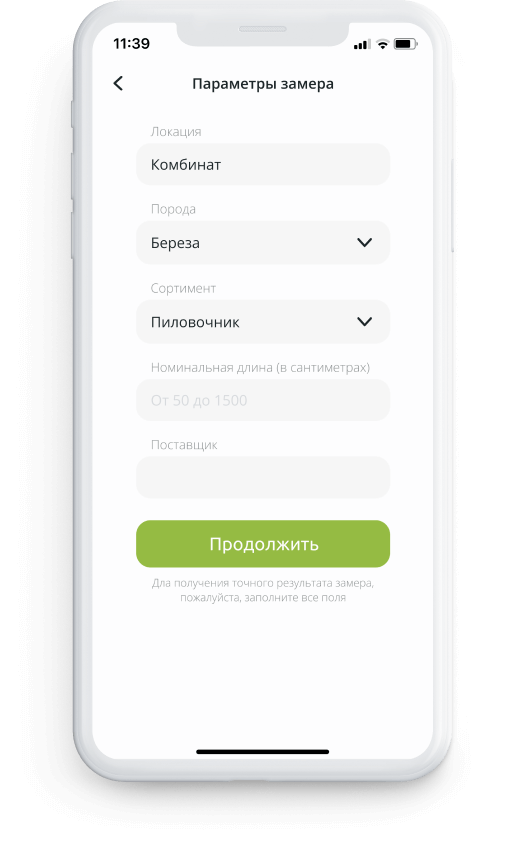 11:39
Параметры замера
Локация
Комбинат
Порода
Береза
Сортимент
Пиловочник
Номинальная длина (в сантиметрах)
От 50 до 1500
Поставщик
Продолжить
Для получения точного результата замера,
пожалуйста, заполните все поля